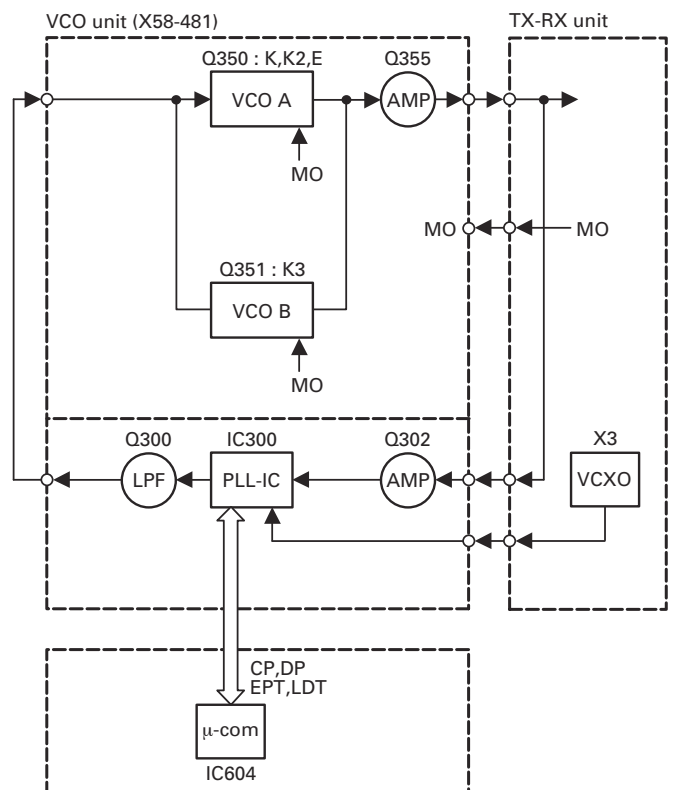 VCO unit (X58-481)
TX-RX unit
Q350 : K,K2,E
Q355
VCO A
AMP
MO
MO
MO
Q351 : K3
VCO B
MO
Q300
IC300
Q302
X3
LPF
PLL-IC
AMP
VCXO
CP,DP
EPT,LDT
µ-com
IC604